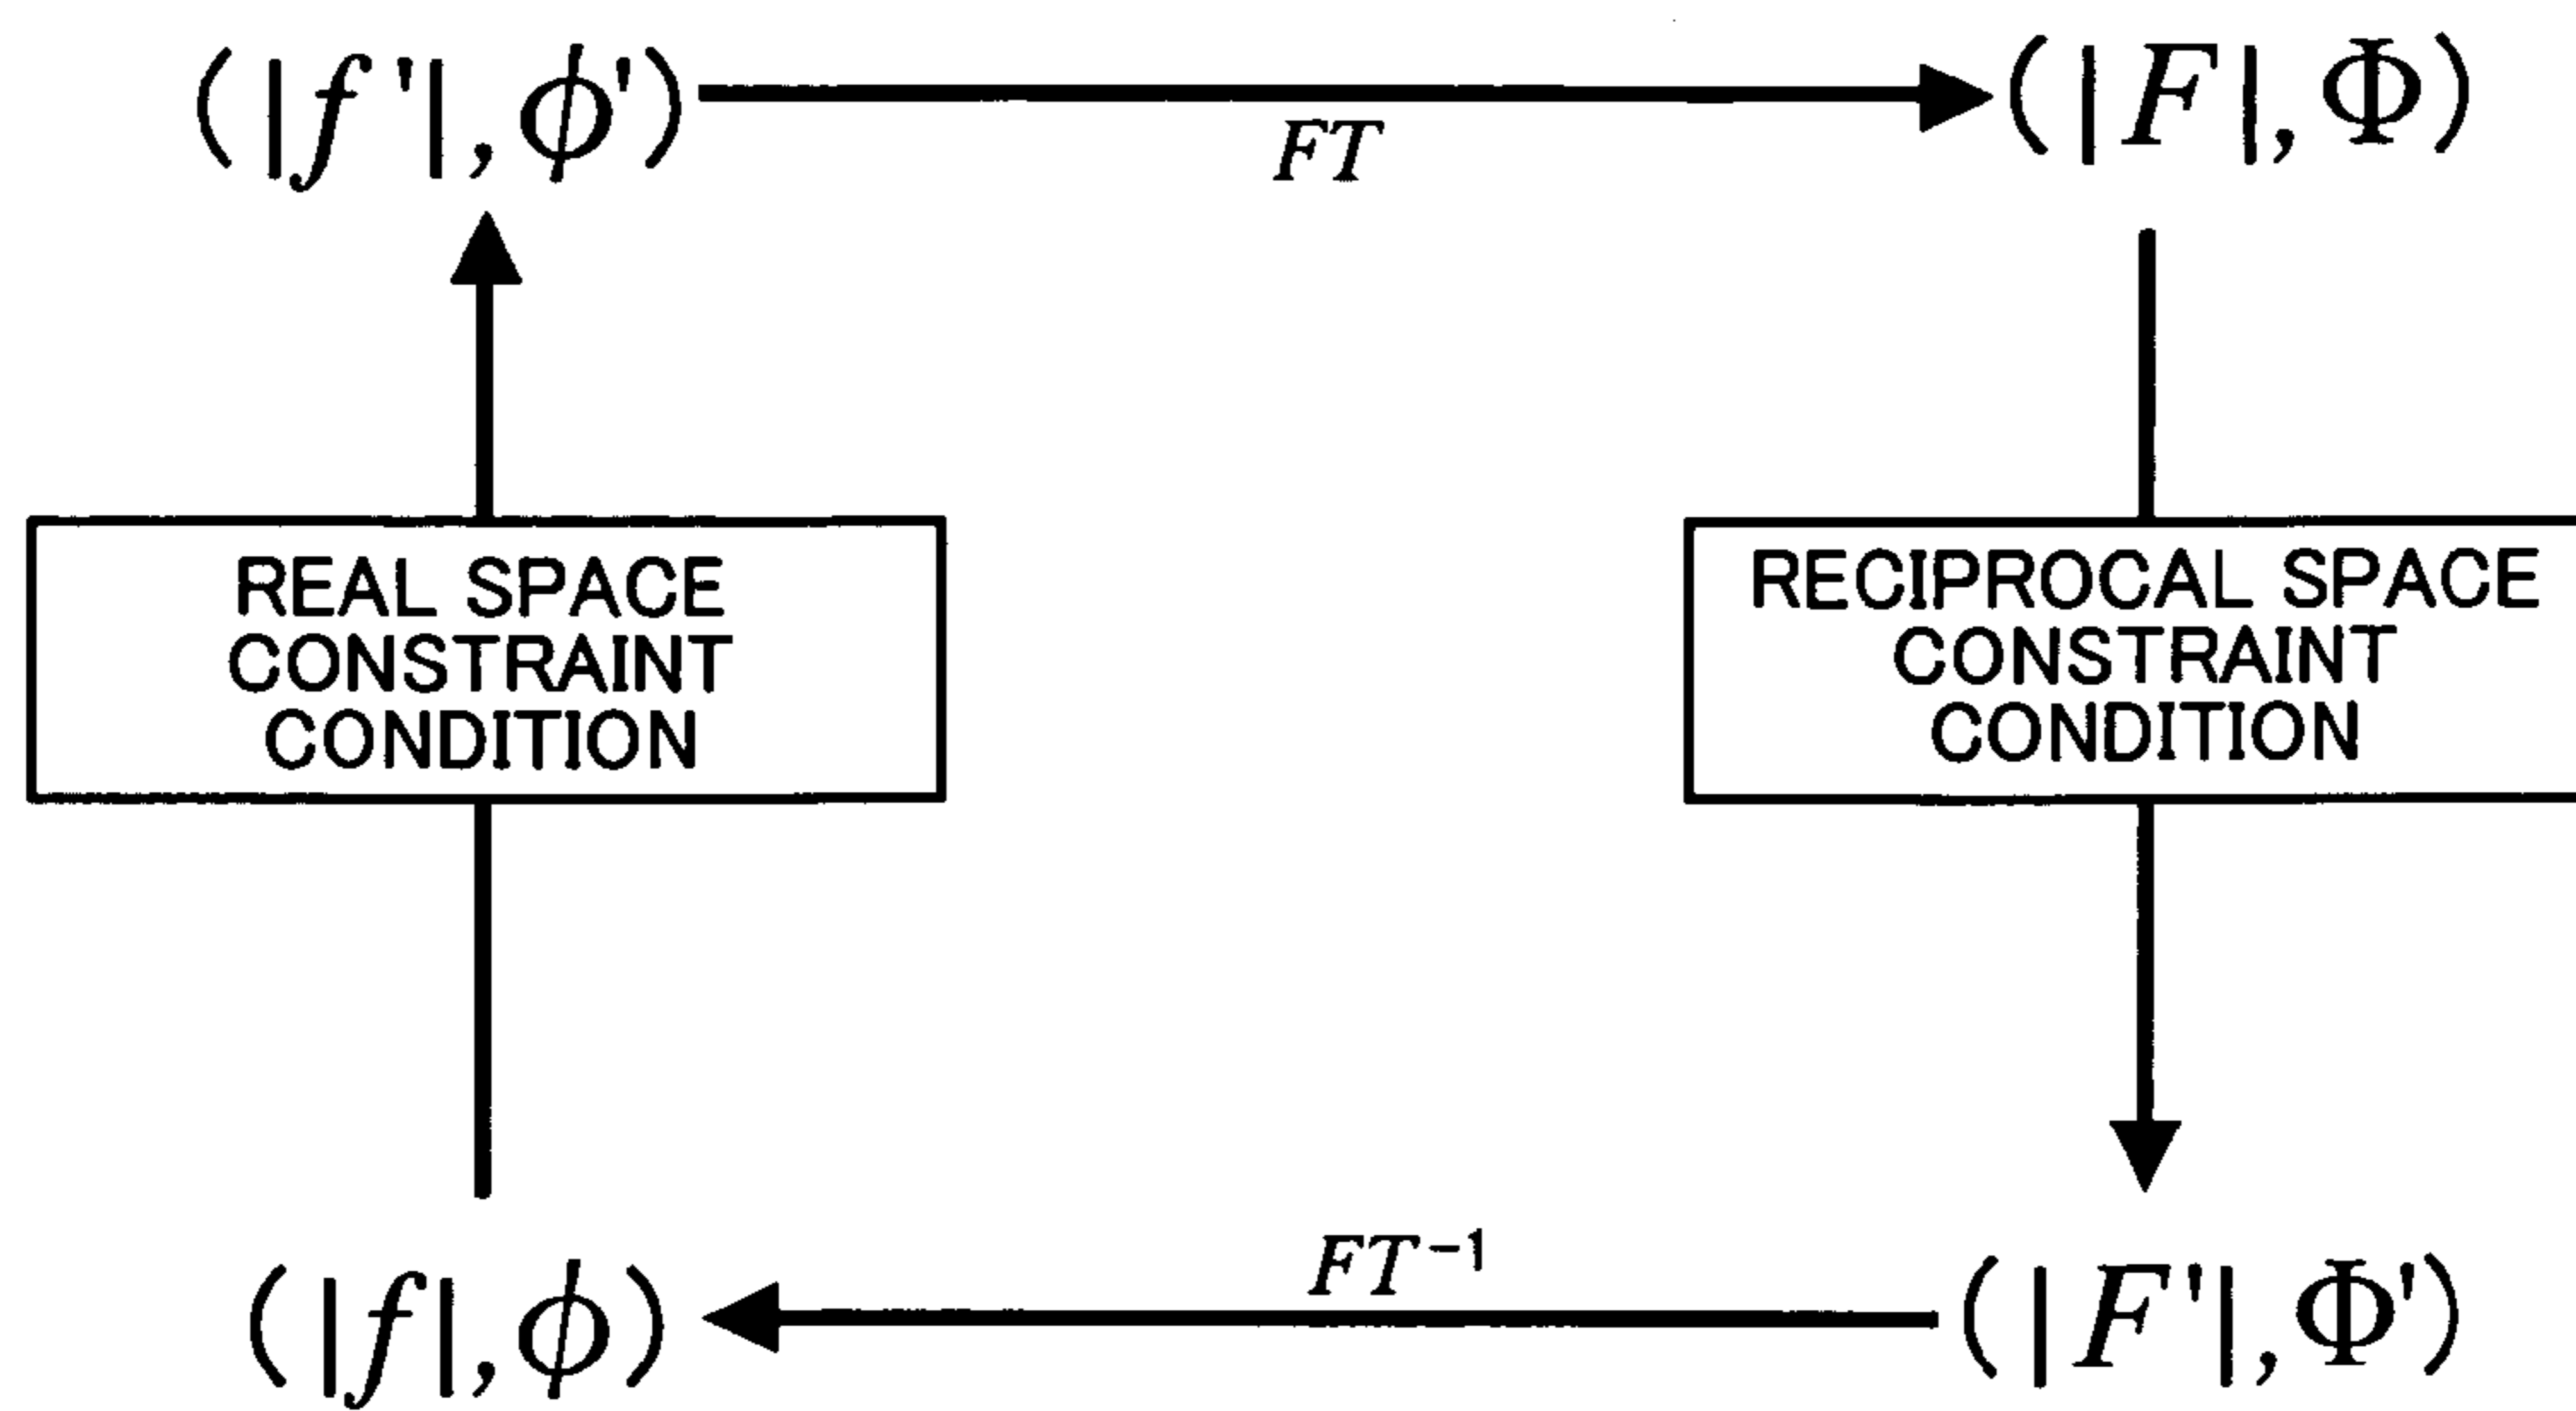 (|f'|,ϕ')
FT
(|F|,Φ)
REAL SPACE
CONSTRAINT
CONDITION
RECIPROCAL SPACE
CONSTRAINT
CONDITION
(|f|,ϕ)
FT⁻¹
(|F'|,Φ')